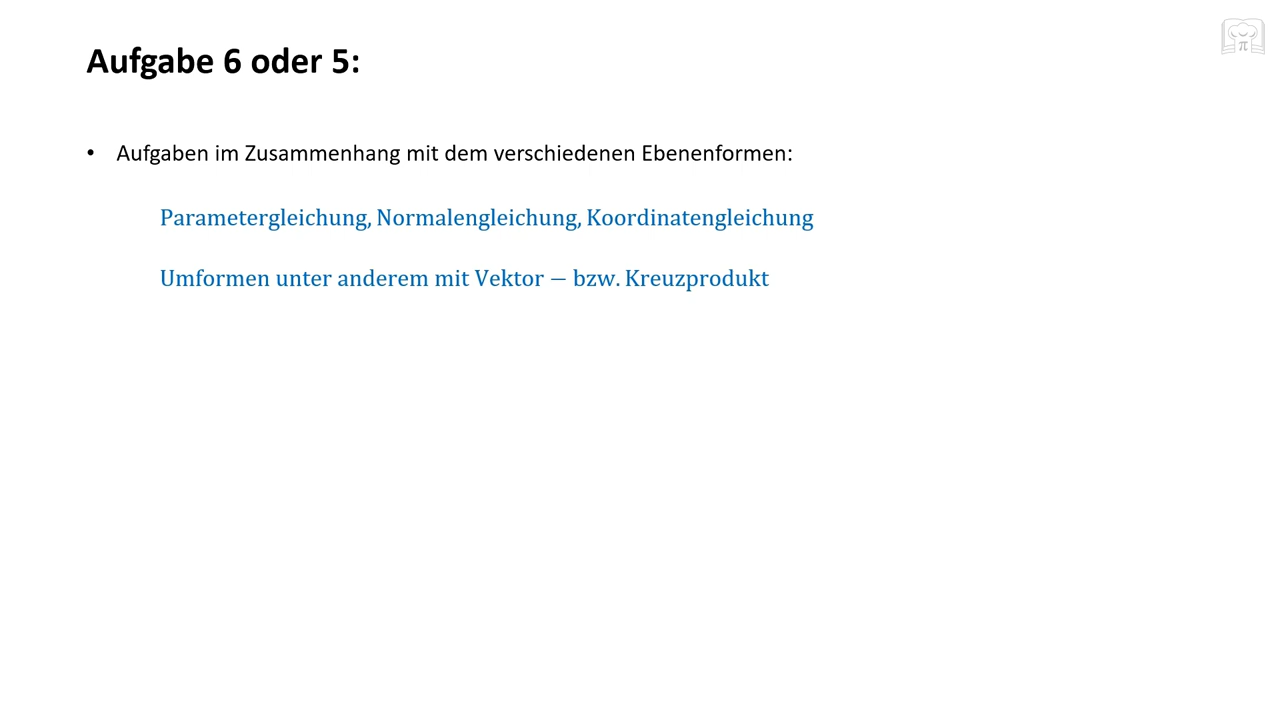 Aufgabe 6 oder 5:
• Aufgaben im Zusammenhang mit dem verschiedenen Ebenenformen:
Parametergleichung, Normalengleichung, Koordinatengleichung
Umformen unter anderem mit Vektor − bzw. Kreuzprodukt
π